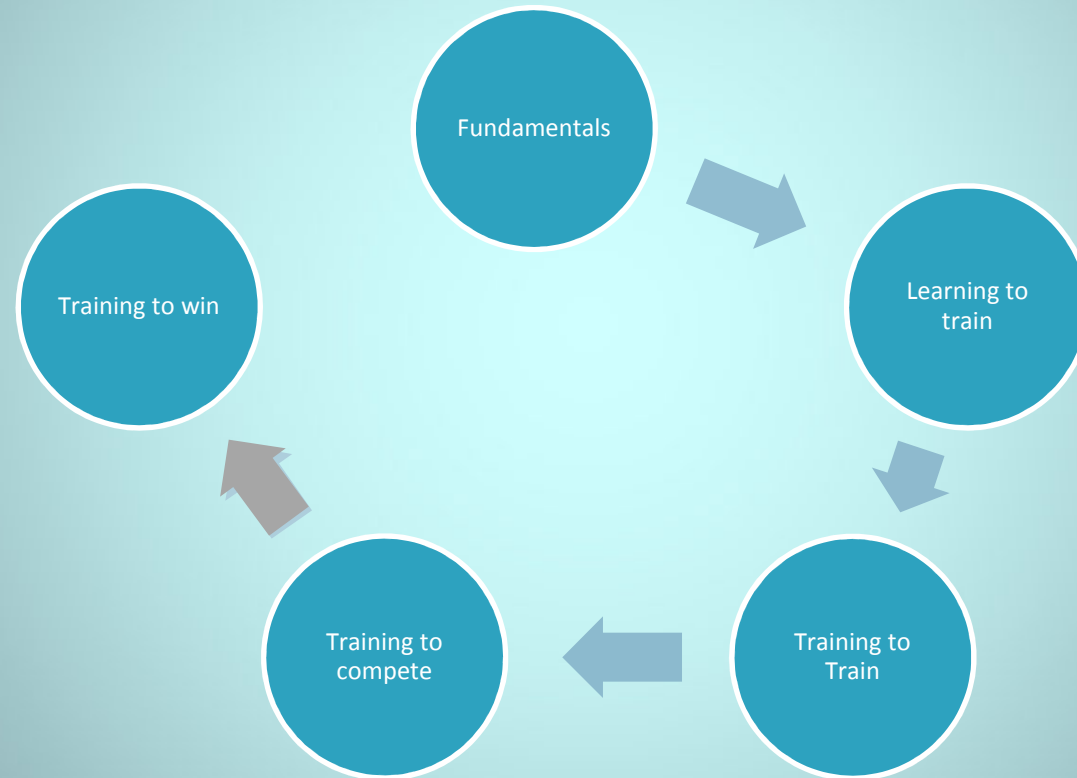 Fundamentals
Learning to
train
Training to
Train
Training to
compete
Training to win